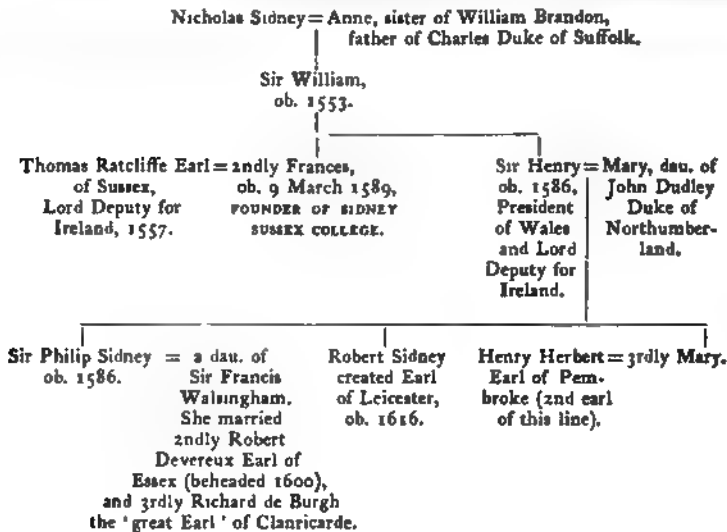 Nicholas Sidney = Anne, sister of William Brandon,
father of Charles Duke of Suffolk.
Sir William,
ob. 1553.
Thomas Ratcliffe Earl = 2ndly Frances,
of Sussex,
Lord Deputy for
Ireland, 1557.
ob. 9 March 1589,
FOUNDER OF SIDNEY
SUSSEX COLLEGE.
Sir Henry = Mary, dau. of
ob. 1586,
President
of Wales
and Lord
Deputy for
Ireland.
John Dudley
Duke of
Northumber-
land.
Sir Philip Sidney = a dau. of
ob. 1586.
Sir Francis
Walsingham.
She married
2ndly Robert
Devereux Earl of
Essex (beheaded 1600),
and 3rdly Richard de Burgh
the 'great Earl' of Clanricarde.
Robert Sidney
created Earl
of Leicester,
ob. 1616.
Henry Herbert = 3rdly Mary.
Earl of Pem-
broke (2nd earl
of this line).